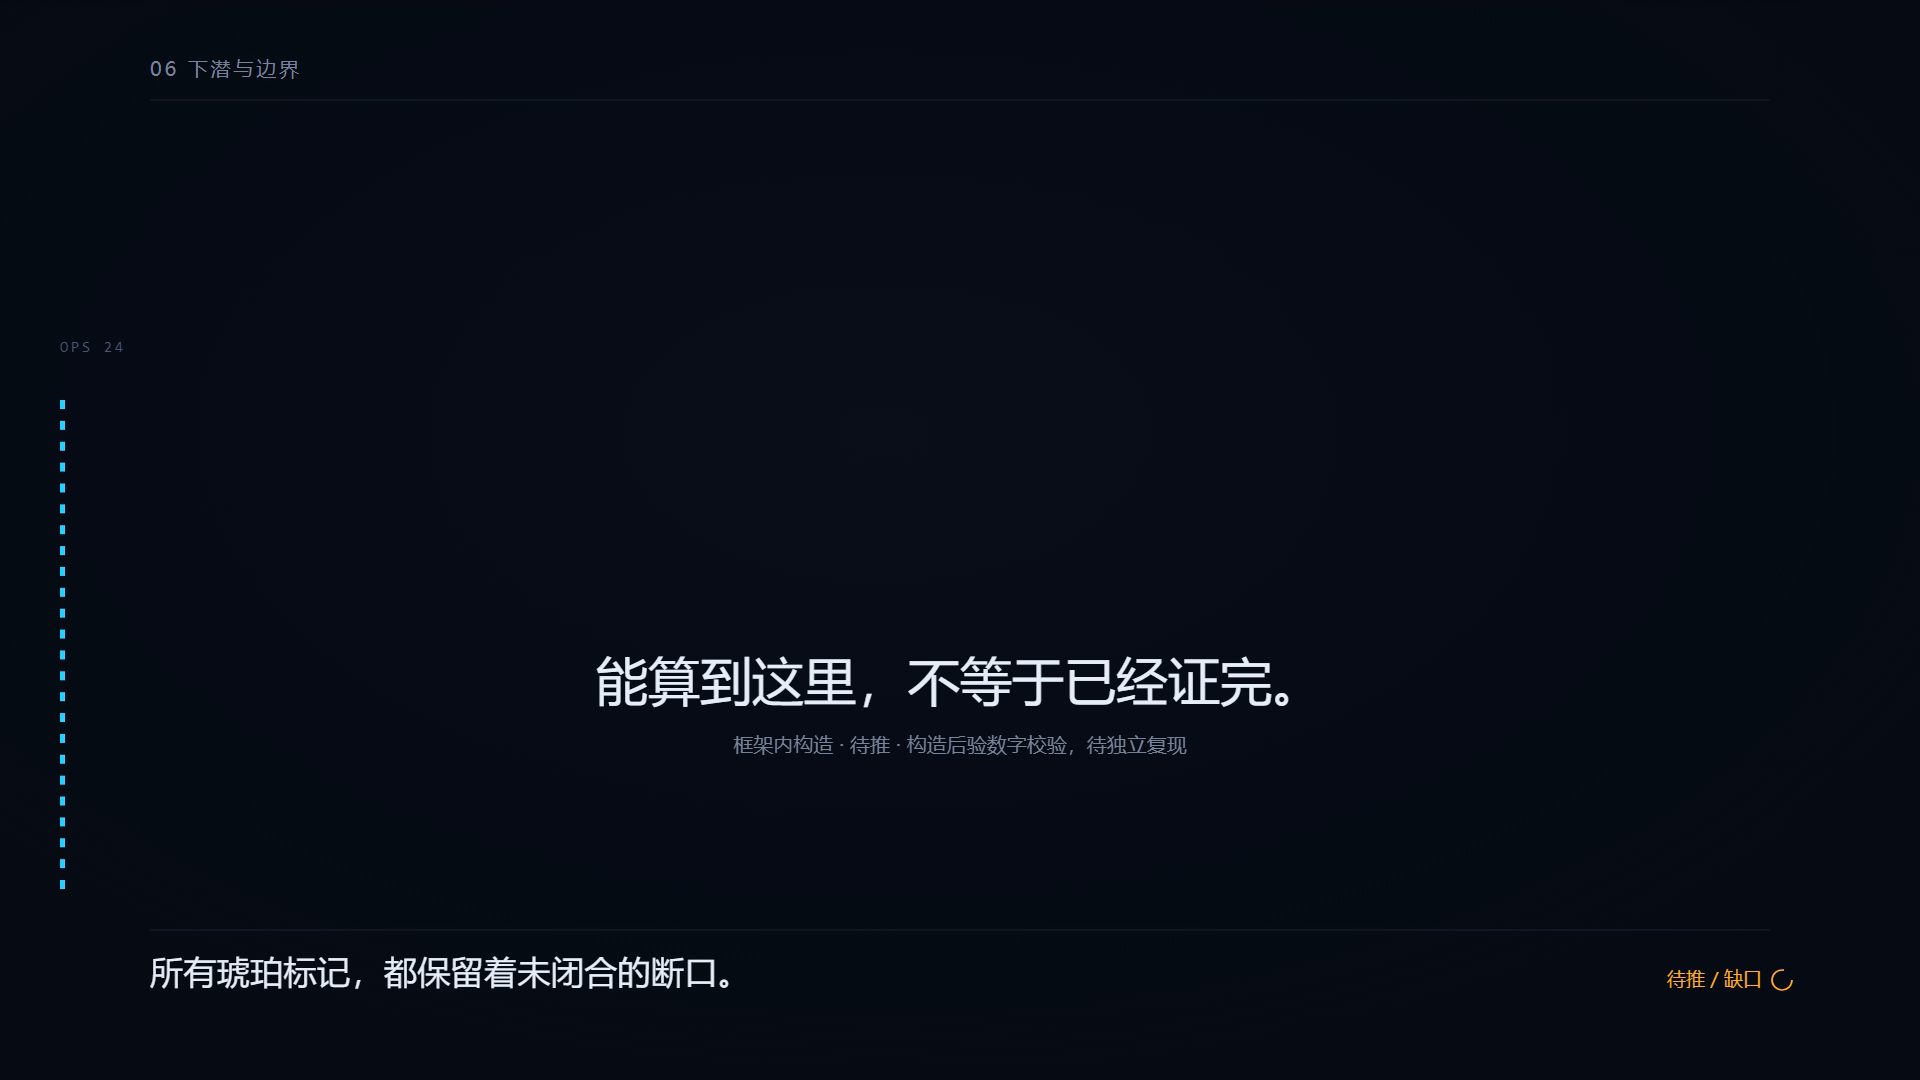 06 下潜与边界
OPS 24
能算到这里，不等于已经证完。
框架内构造 · 待推 · 构造后验数字校验，待独立复现
所有琥珀标记，都保留着未闭合的断口。
待推 / 缺口